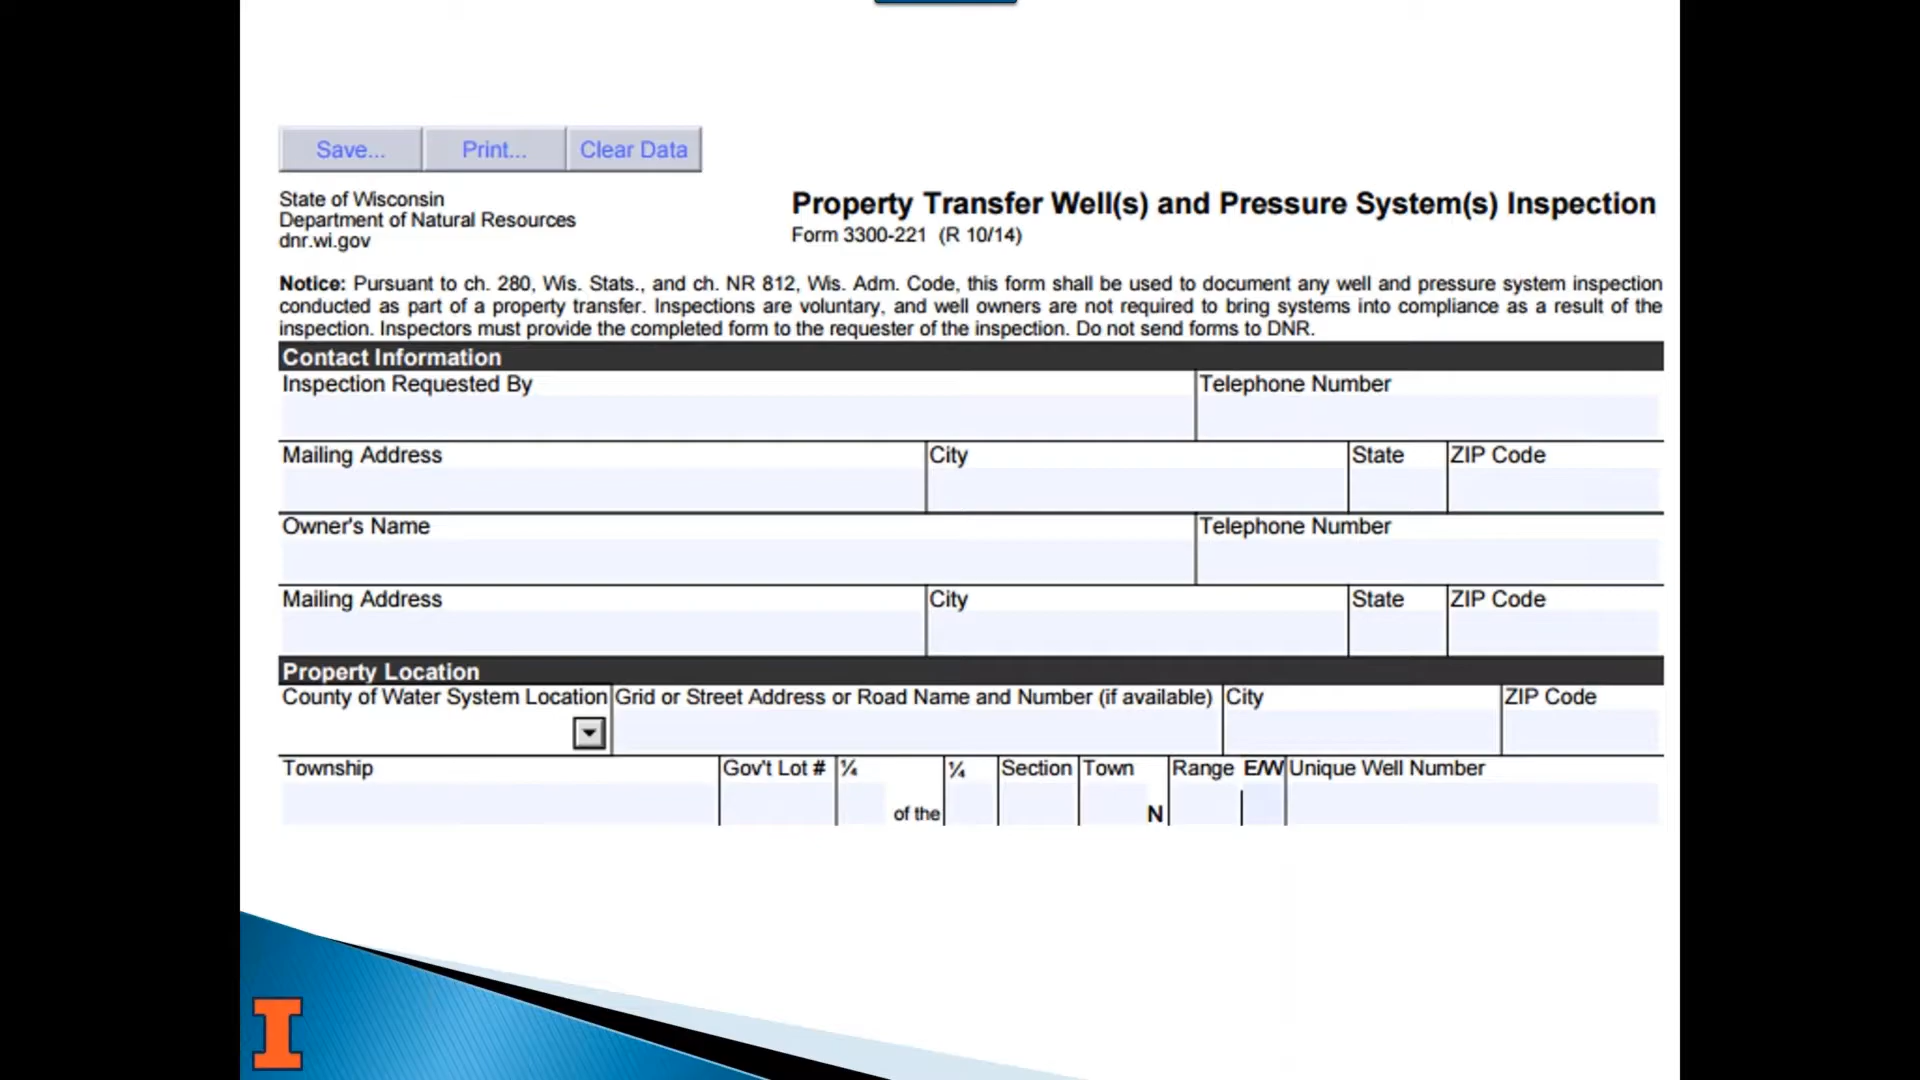 Save... Print... Clear Data
State of Wisconsin
Department of Natural Resources
dnr.wi.gov
Property Transfer Well(s) and Pressure System(s) Inspection
Form 3300-221 (R 10/14)
Notice: Pursuant to ch. 280, Wis. Stats., and ch. NR 812, Wis. Adm. Code, this form shall be used to document any well and pressure system inspection
conducted as part of a property transfer. Inspections are voluntary, and well owners are not required to bring systems into compliance as a result of the
inspection. Inspectors must provide the completed form to the requester of the inspection. Do not send forms to DNR.
Contact Information
Inspection Requested By Telephone Number
Mailing Address City State ZIP Code
Owner's Name Telephone Number
Mailing Address City State ZIP Code
Property Location
County of Water System Location Grid or Street Address or Road Name and Number (if available) City ZIP Code
Township Gov't Lot # ¼ ¼ Section Town Range E/W Unique Well Number
of the N
I